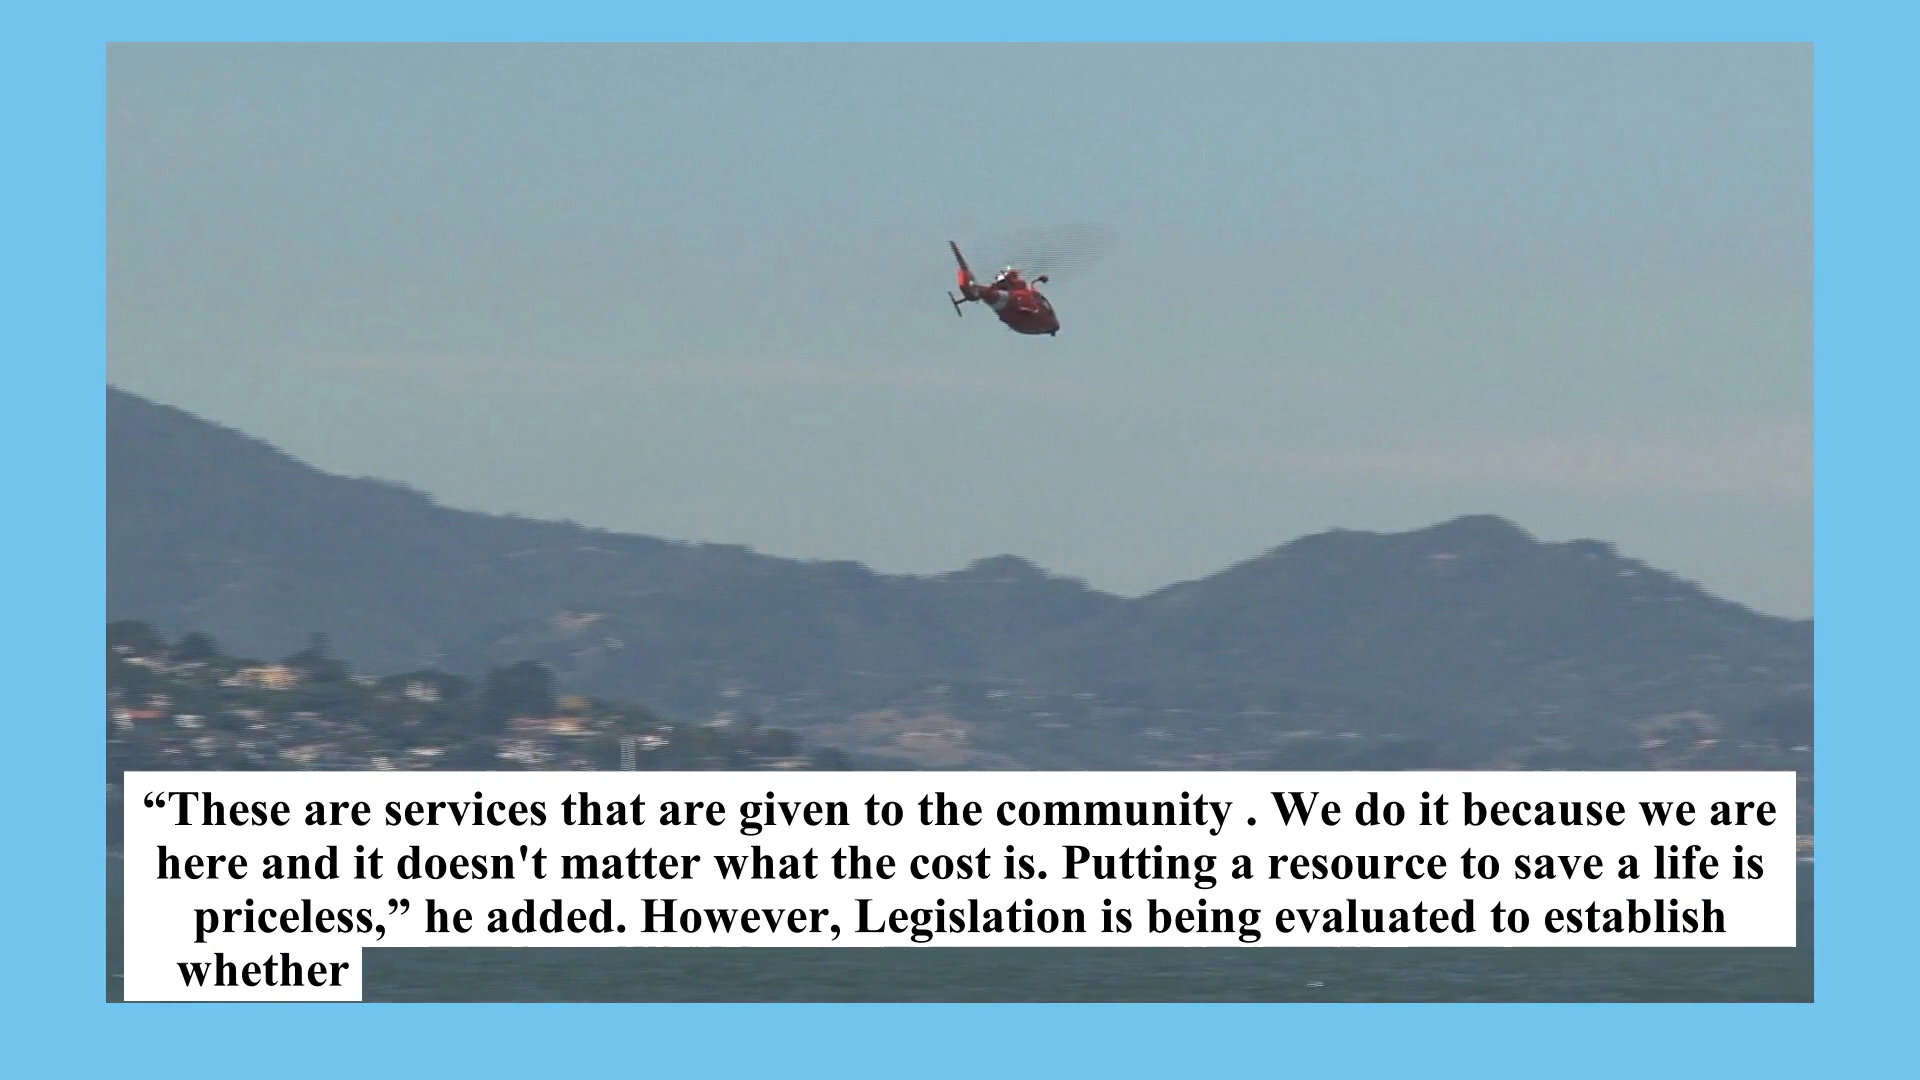 “These are services that are given to the community . We do it because we are
here and it doesn't matter what the cost is. Putting a resource to save a life is
priceless,” he added. However, Legislation is being evaluated to establish
whether